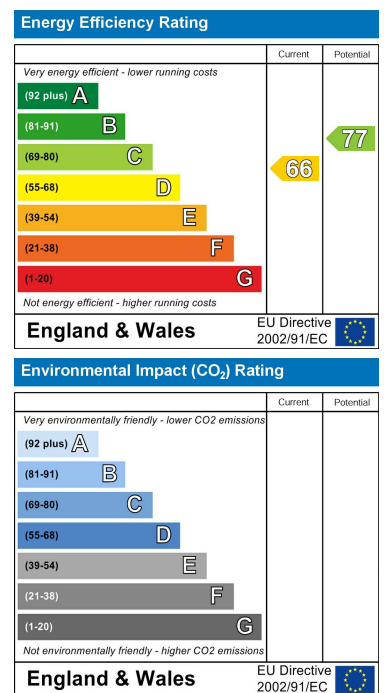 Energy Efficiency Rating
Current Potential
Very energy efficient - lower running costs
(92 plus) A
(81-91) B
77
(69-80) C
66
(55-68) D
(39-54) E
(21-38) F
(1-20) G
Not energy efficient - higher running costs
England & Wales
EU Directive
2002/91/EC
Environmental Impact (CO₂) Rating
Current Potential
Very environmentally friendly - lower CO2 emissions
(92 plus) A
(81-91) B
(69-80) C
(55-68) D
(39-54) E
(21-38) F
(1-20) G
Not environmentally friendly - higher CO2 emissions
England & Wales
EU Directive
2002/91/EC